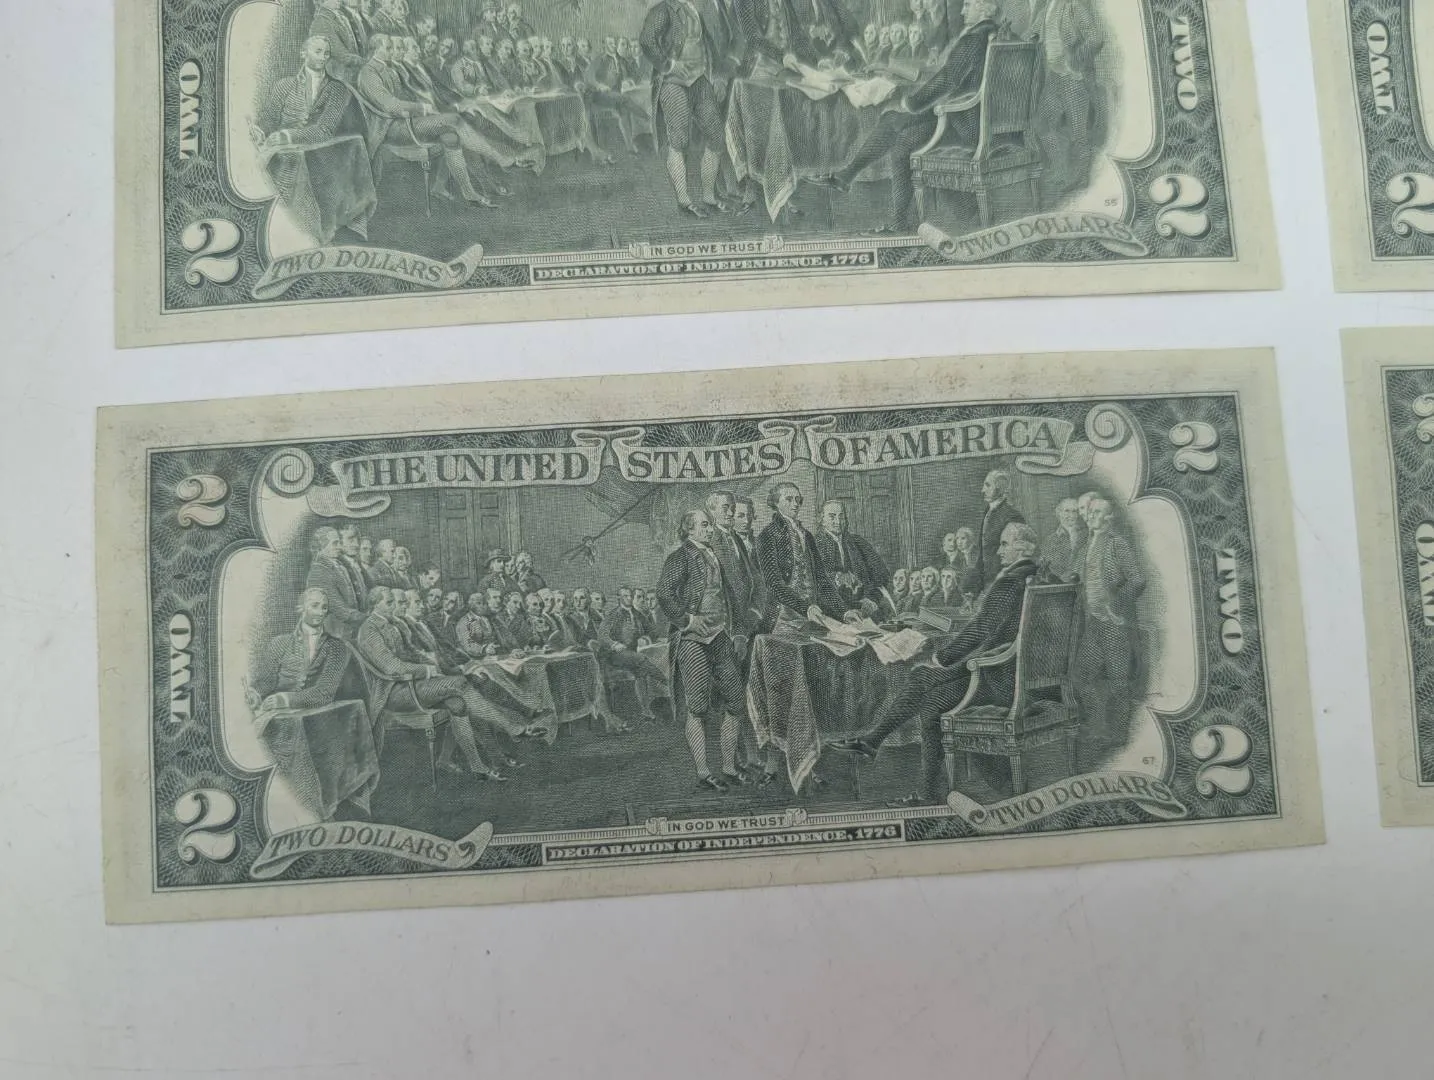 TWO
TWO
55
2
2
TWO DOLLARS
IN GOD WE TRUST
TWO DOLLARS
DECLARATION OF INDEPENDENCE, 1776
TWO
2
THE UNITED STATES OF AMERICA
2
2
TWO
TWO
67
2
2
TWO DOLLARS
IN GOD WE TRUST
TWO DOLLARS
DECLARATION OF INDEPENDENCE, 1776